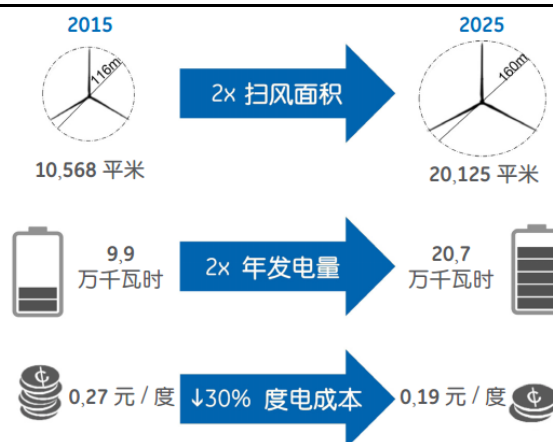 2015
2025
116m
2x 扫风面积
160m
10,568 平米
20,125 平米
9,9
万千瓦时
2x 年发电量
20,7
万千瓦时
¢
0,27 元 / 度
↓30% 度电成本
0,19 元 / 度
¢